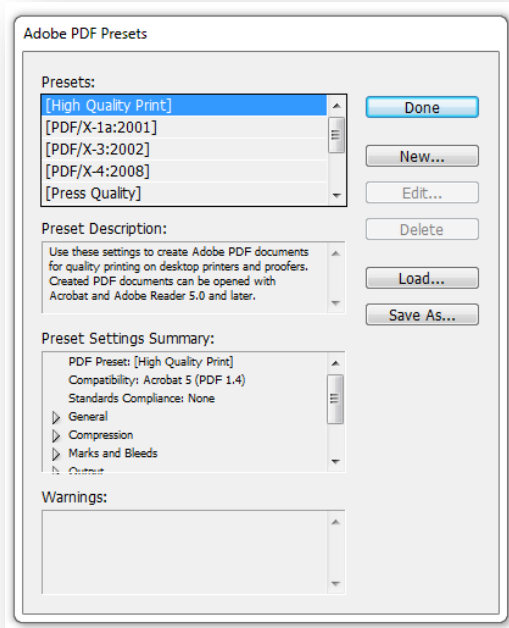 Adobe PDF Presets
Presets:
[High Quality Print]
[PDF/X-1a:2001]
[PDF/X-3:2002]
[PDF/X-4:2008]
[Press Quality]
Done
New...
Edit...
Delete
Load...
Save As...
Preset Description:
Use these settings to create Adobe PDF documents
for quality printing on desktop printers and proofers.
Created PDF documents can be opened with
Acrobat and Adobe Reader 5.0 and later.
Preset Settings Summary:
PDF Preset: [High Quality Print]
Compatibility: Acrobat 5 (PDF 1.4)
Standards Compliance: None
General
Compression
Marks and Bleeds
Output
Warnings: